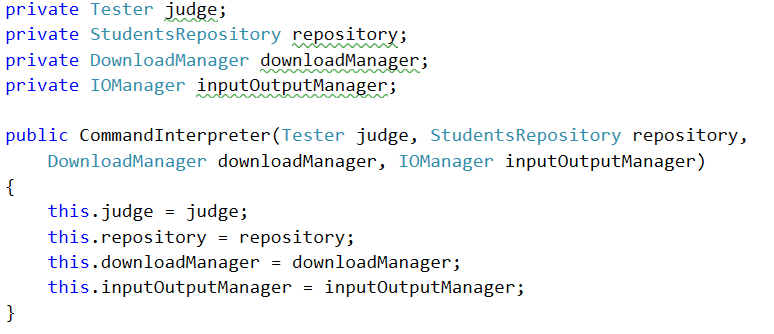 private Tester judge;
private StudentsRepository repository;
private DownloadManager downloadManager;
private IOManager inputOutputManager;
public CommandInterpreter(Tester judge, StudentsRepository repository,
DownloadManager downloadManager, IOManager inputOutputManager)
{
this.judge = judge;
this.repository = repository;
this.downloadManager = downloadManager;
this.inputOutputManager = inputOutputManager;
}